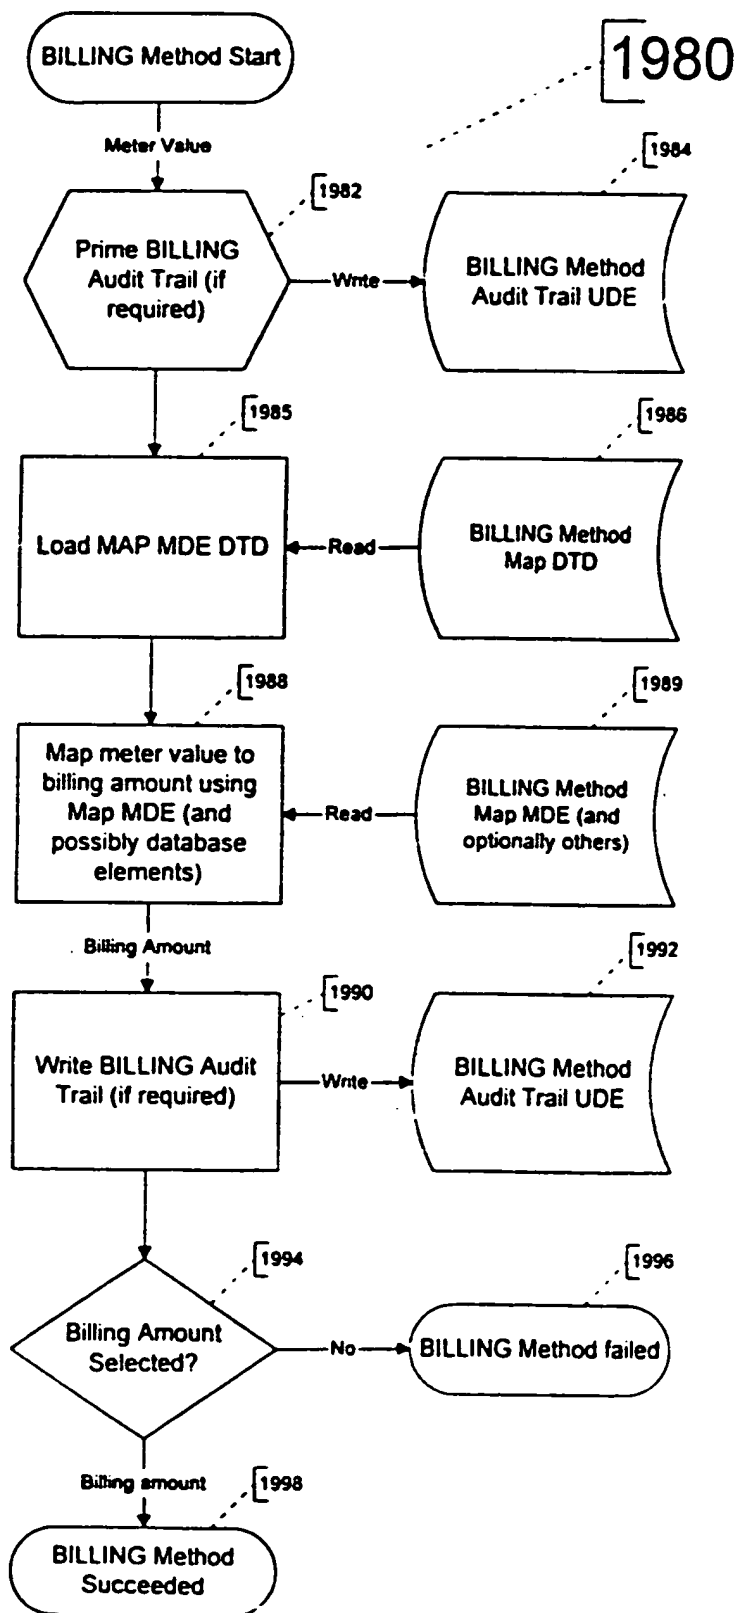 BILLING Method Start
1980
Meter Value
1982
1984
Prime BILLING
Audit Trail (if
required)
Write
BILLING Method
Audit Trail UDE
1985
1986
Load MAP MDE DTD
Read
BILLING Method
Map DTD
1988
1989
Map meter value to
billing amount using
Map MDE (and
possibly database
elements)
Read
BILLING Method
Map MDE (and
optionally others)
Billing Amount
1990
1992
Write BILLING Audit
Trail (if required)
Write
BILLING Method
Audit Trail UDE
1994
1996
Billing Amount
Selected?
No
BILLING Method failed
Billing amount
1998
BILLING Method
Succeeded